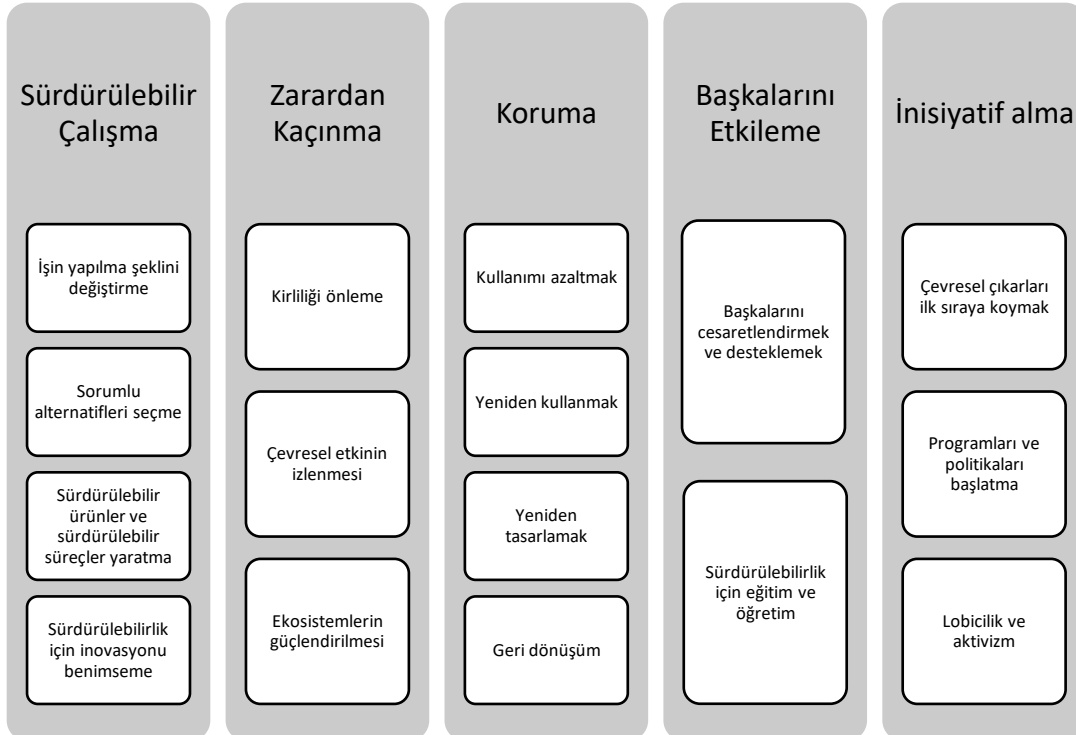 Sürdürülebilir
Çalışma
İşin yapılma şeklini
değiştirme
Sorumlu
alternatifleri seçme
Sürdürülebilir
ürünler ve
sürdürülebilir
süreçler yaratma
Sürdürülebilirlik
için inovasyonu
benimseme
Zarardan
Kaçınma
Kirliliği önleme
Çevresel etkinin
izlenmesi
Ekosistemlerin
güçlendirilmesi
Koruma
Kullanımı azaltmak
Yeniden kullanmak
Yeniden
tasarlamak
Geri dönüşüm
Başkalarını
Etkileme
Başkalarını
cesaretlendirmek
ve desteklemek
Sürdürülebilirlik
için eğitim ve
öğretim
İnisiyatif alma
Çevresel çıkarları
ilk sıraya koymak
Programları ve
politikaları
başlatma
Lobicilik ve
aktivizm